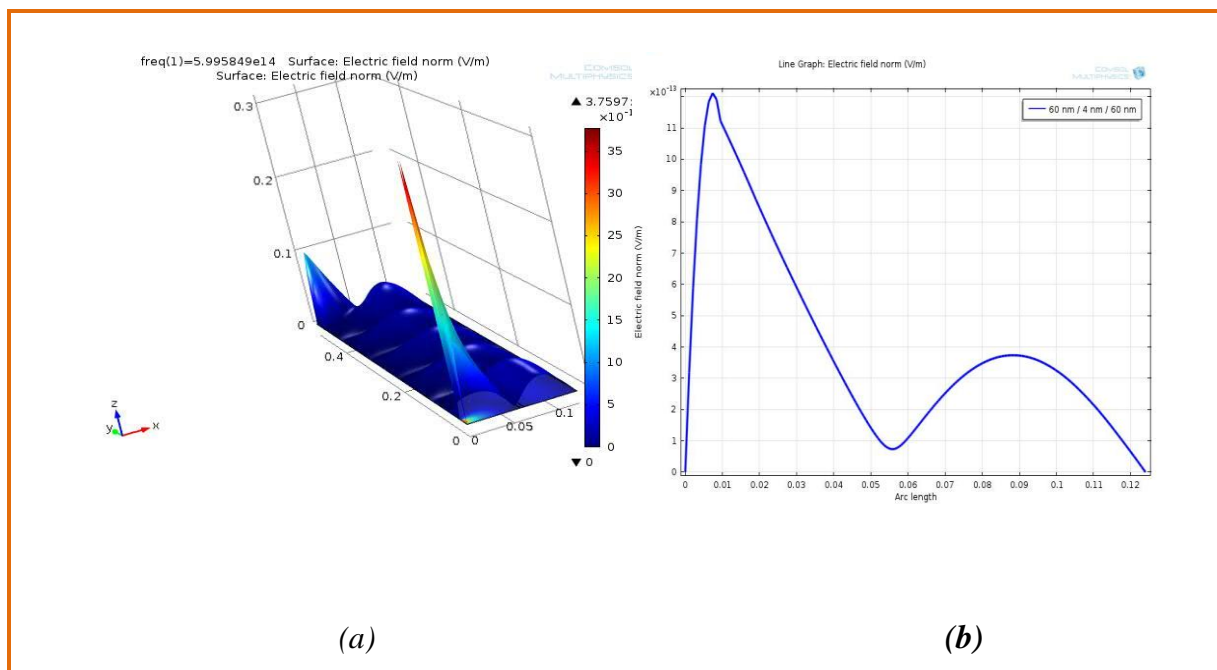 freq(1)=5.995849e14 Surface: Electric field norm (V/m)
Surface: Electric field norm (V/m)
COMSOL
MULTIPHYSICS
▲ 3.7597
×10⁻¹
0.3
0.2
0.1
0
0.4
0.2
0
0
0.05
0.1
35
30
25
20
15
10
5
0
▼ 0
z
y
x
Line Graph: Electric field norm (V/m)
COMSOL
MULTIPHYSICS
×10⁻¹³
60 nm / 4 nm / 60 nm
11
10
9
8
7
6
5
4
3
2
1
0
Electric field norm (V/m)
0 0.01 0.02 0.03 0.04 0.05 0.06 0.07 0.08 0.09 0.10 0.11 0.12
Arc length
(a)
(b)